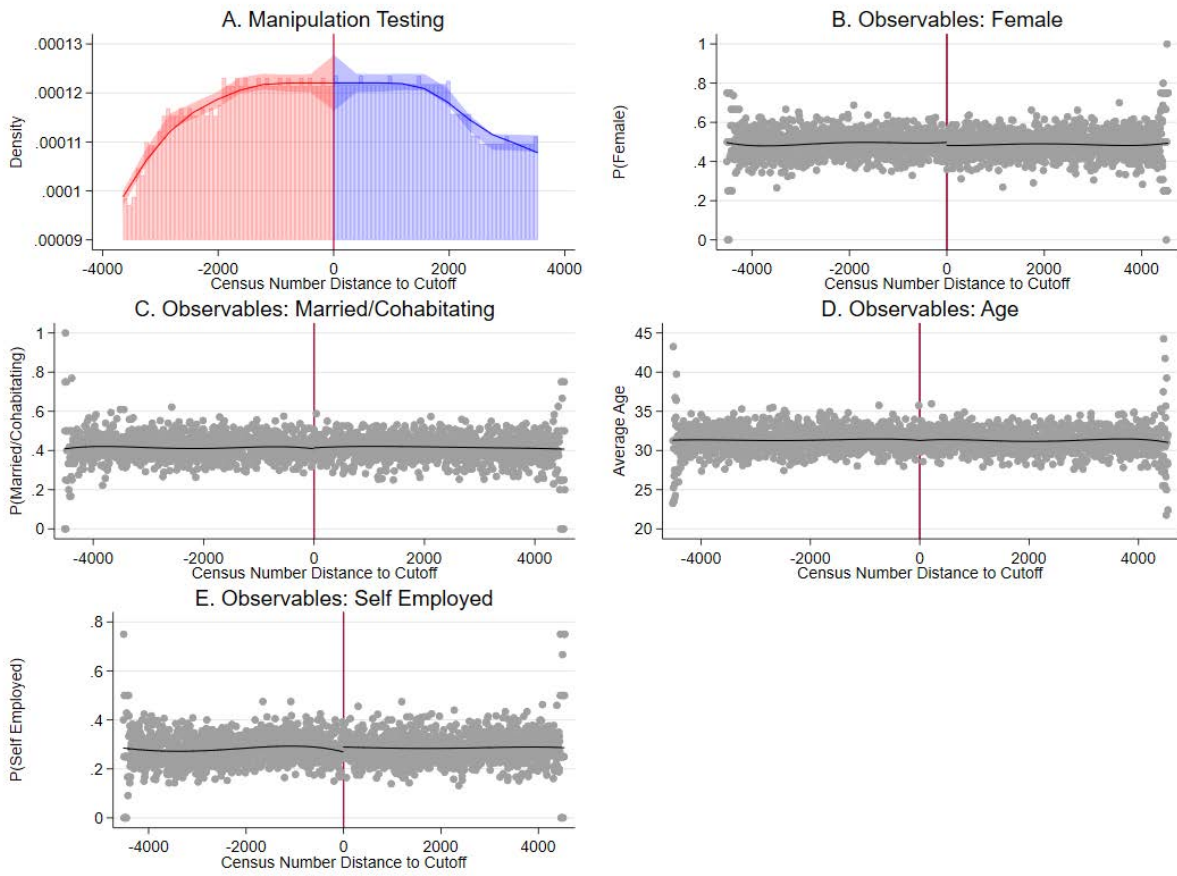 A. Manipulation Testing
.00013
.00012
.00011
.0001
.00009
Density
-4000 -2000 0 2000 4000
Census Number Distance to Cutoff
B. Observables: Female
1
.8
.6
.4
.2
0
P(Female)
-4000 -2000 0 2000 4000
Census Number Distance to Cutoff
C. Observables: Married/Cohabitating
1
.8
.6
.4
.2
0
P(Married/Cohabitating)
-4000 -2000 0 2000 4000
Census Number Distance to Cutoff
D. Observables: Age
45
40
35
30
25
20
Average Age
-4000 -2000 0 2000 4000
Census Number Distance to Cutoff
E. Observables: Self Employed
.8
.6
.4
.2
0
P(Self Employed)
-4000 -2000 0 2000 4000
Census Number Distance to Cutoff